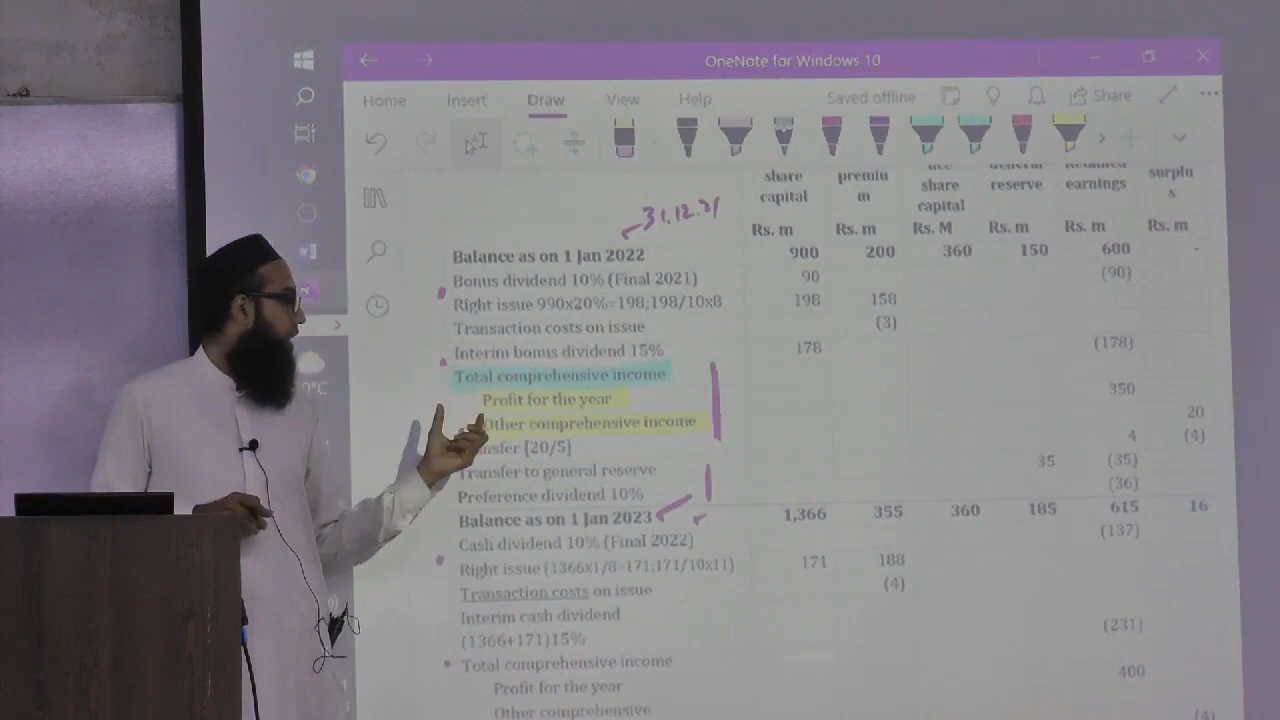 OneNote for Windows 10
Home Insert Draw View Help Saved offline Share
share capital premiu m share capital reserve earnings surplu s
31.12.21
Rs. m Rs. m Rs. M Rs. m Rs. m Rs. m
Balance as on 1 Jan 2022 900 200 360 150 600 -
Bonus dividend 10% (Final 2021) 90 (90)
Right issue 990x20%=198;198/10x8 198 158
Transaction costs on issue (3)
Interim bonus dividend 15% 178 (178)
Total comprehensive income
Profit for the year 350
Other comprehensive income 20
[20/5] 4 (4)
Transfer to general reserve 35 (35)
Preference dividend 10% (36)
Balance as on 1 Jan 2023 1,366 355 360 185 615 16
Cash dividend 10% (Final 2022) (137)
Right issue (1366x1/8=171;171/10x11) 171 188
Transaction costs on issue (4)
Interim cash dividend
(1366+171)15% (231)
Total comprehensive income
Profit for the year 400
Other comprehensive (4)